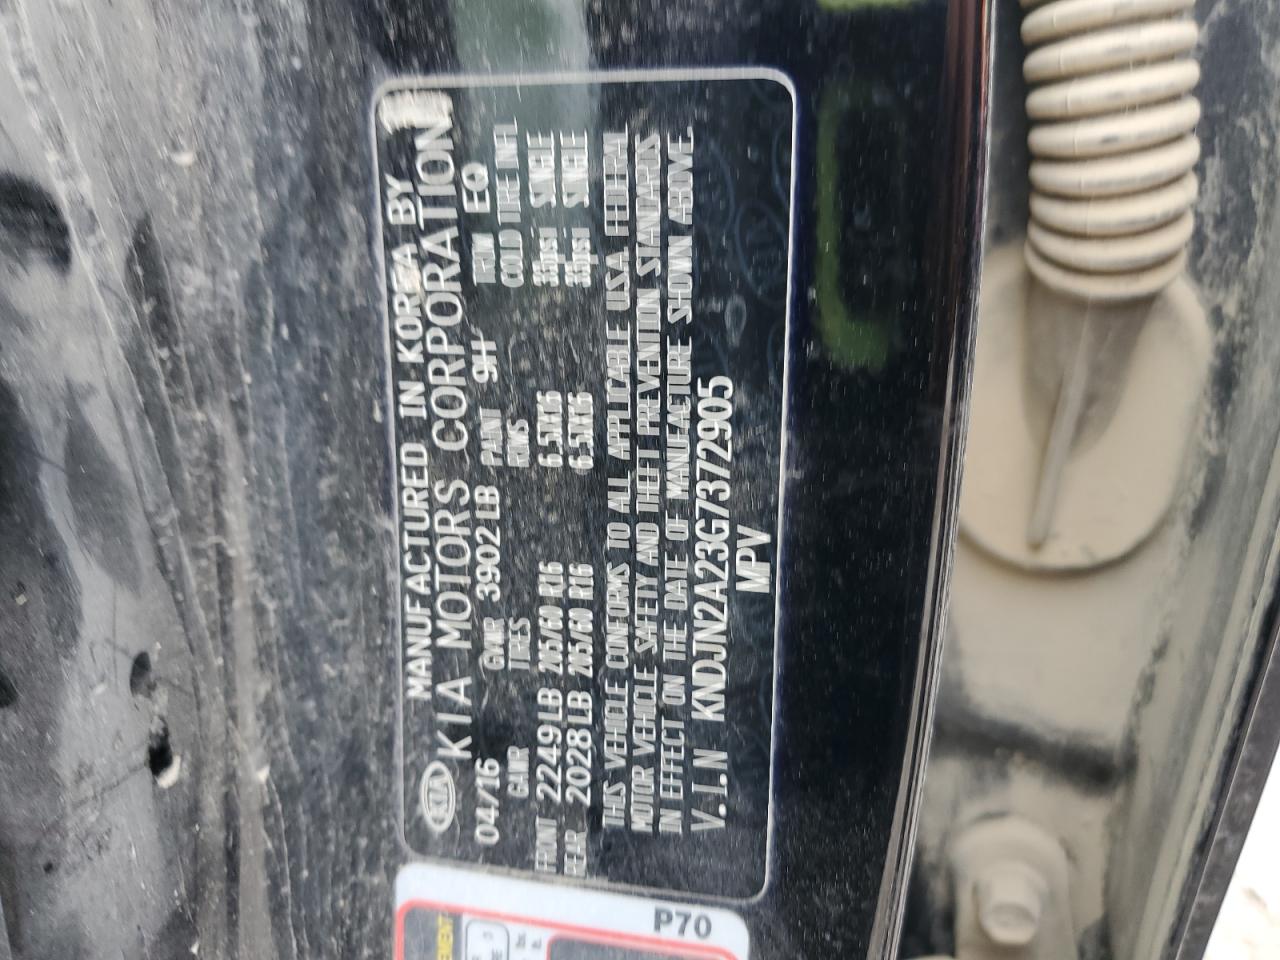 MANUFACTURED IN KOREA BY
KIA KIA MOTORS CORPORATION
04/16 GVWR 3902LB PAINT 9H TRIM EQ
GAWR TIRES RIMS COLD TIRE INFL
FRONT 2249LB 205/60 R16 6.5JX16 33psi SINGLE
REAR 2028LB 205/60 R16 6.5JX16 33psi SINGLE
THIS VEHICLE CONFORMS TO ALL APPLICABLE USA FEDERAL
MOTOR VEHICLE SAFETY AND THEFT PREVENTION STANDARDS
IN EFFECT ON THE DATE OF MANUFACTURE SHOWN ABOVE.
V.I.N KNDJN2A23G7372905
MPV
P70